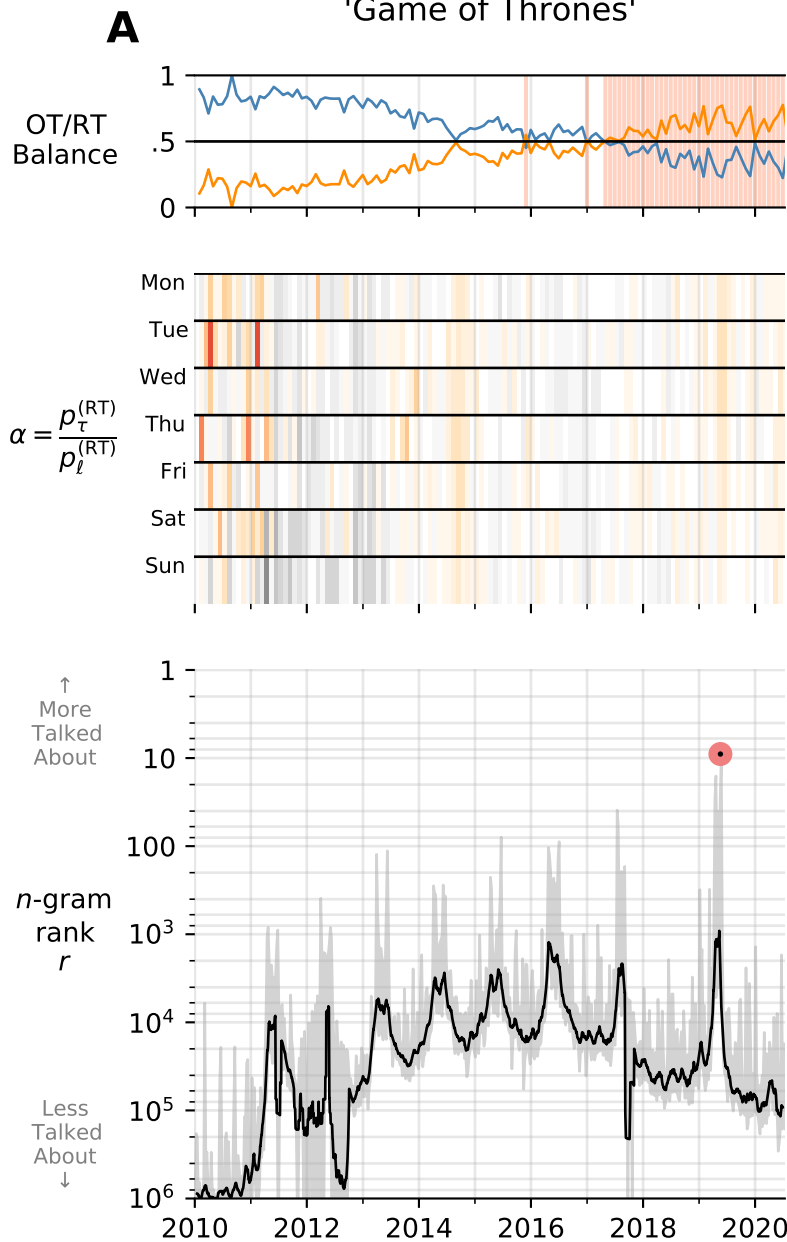 'Game of Thrones'
A
OT/RT
Balance
1
.5
0
Mon
Tue
Wed
Thu
Fri
Sat
Sun
α = p_τ^(RT) / p_ℓ^(RT)
↑
More
Talked
About
n-gram
rank
r
Less
Talked
About
↓
1
10
100
10³
10⁴
10⁵
10⁶
2010 2012 2014 2016 2018 2020